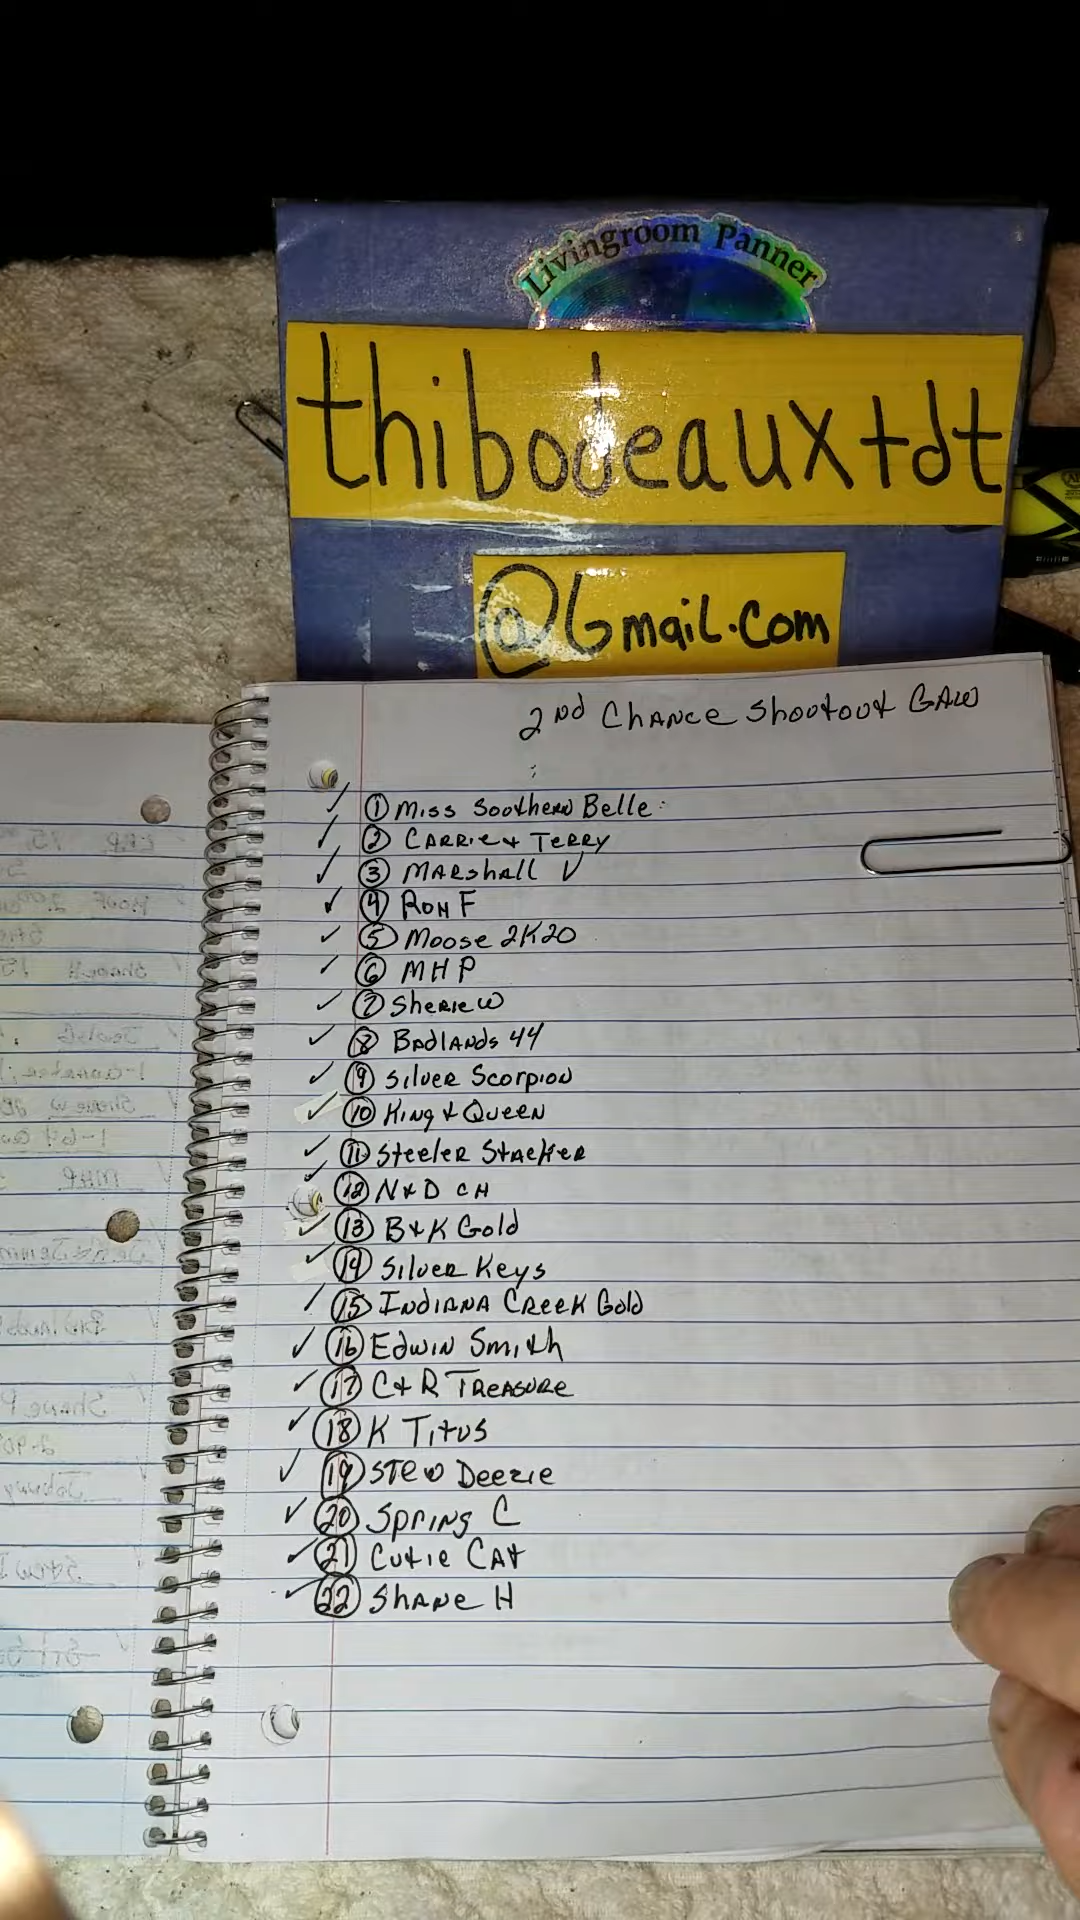 Livingroom Panner
thibodeauxtdt
@Gmail.com
2nd Chance Shootout GAW
✓ 1 Miss Southern Belle
✓ 2 Carrie + Terry
✓ 3 Marshall V
✓ 4 Ron F
✓ 5 Moose 2K20
✓ 6 MHP
✓ 7 Sherie W
✓ 8 Badlands 44
✓ 9 Silver Scorpion
✓ 10 King + Queen
✓ 11 Steeler Stacker
✓ 12 N+D CH
✓ 13 B+K Gold
✓ 14 Silver Keys
✓ 15 Indiana Creek Gold
✓ 16 Edwin Smith
✓ 17 C+R Treasure
✓ 18 K Titus
✓ 19 Stew Deezie
✓ 20 Spring C
✓ 21 Cutie Cat
✓ 22 Shane H